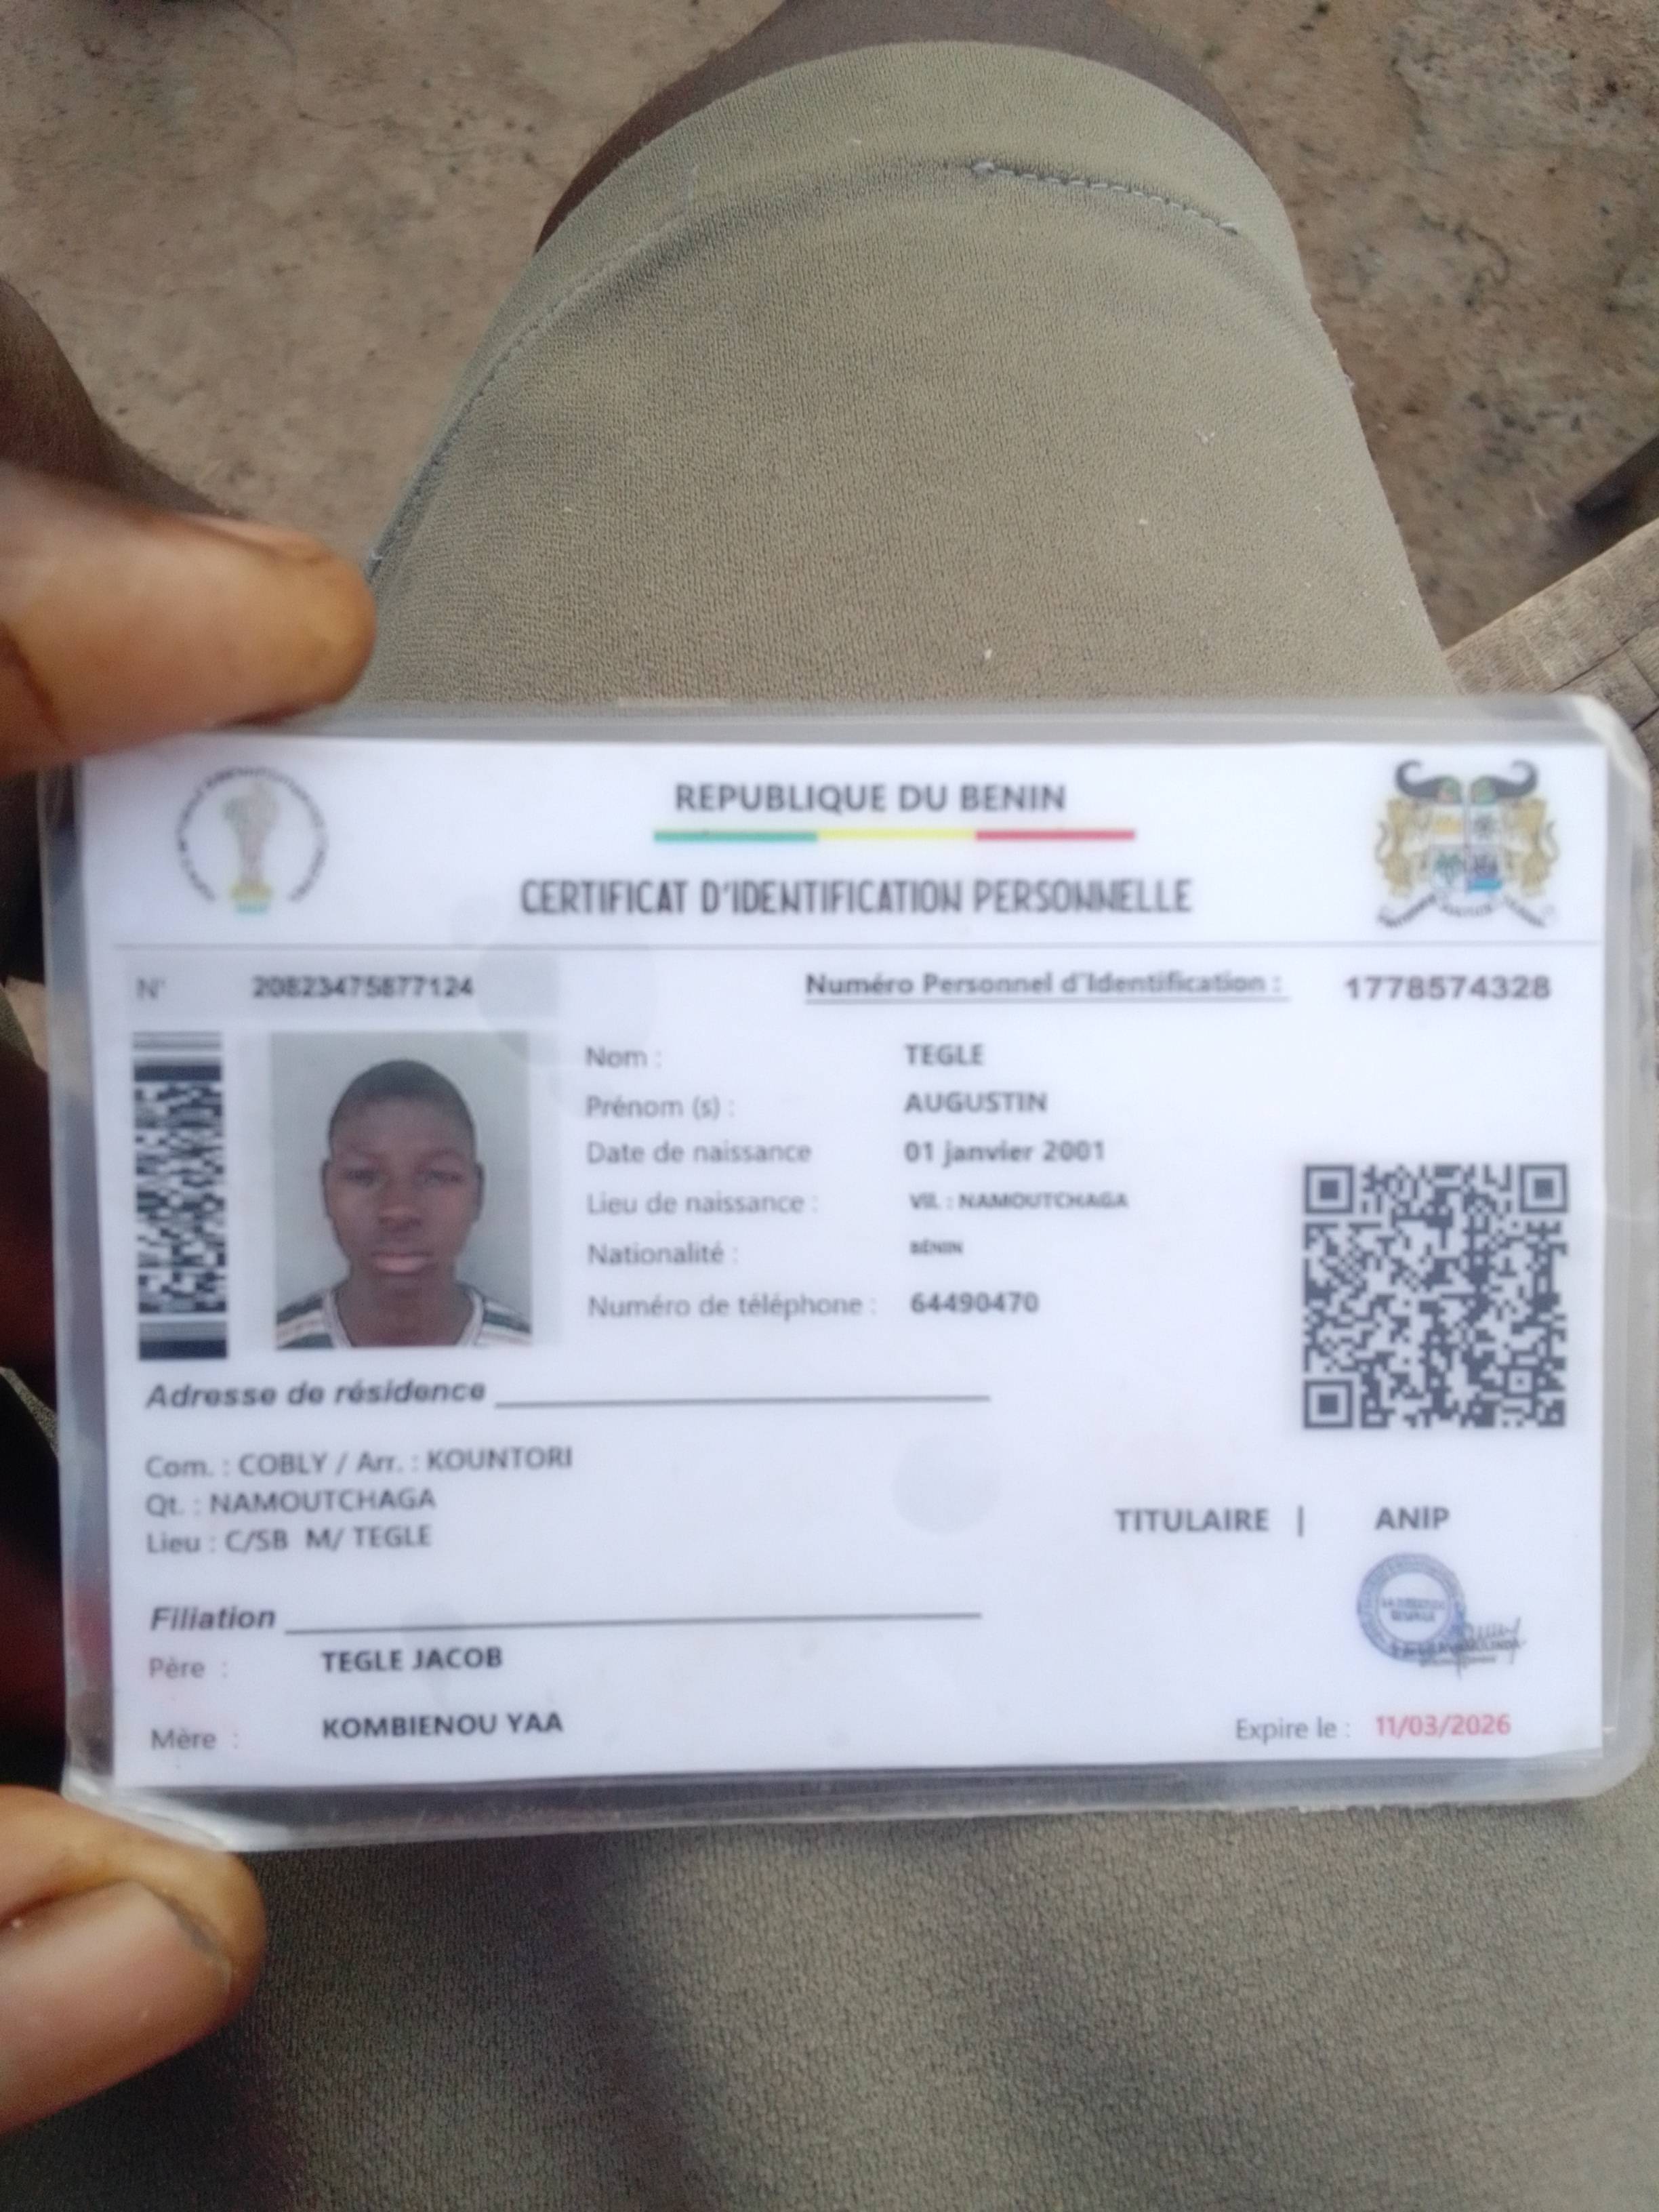 REPUBLIQUE DU BENIN
CERTIFICAT D'IDENTIFICATION PERSONNELLE
N° 20823475877124 Numéro Personnel d'Identification : 1778574328
Nom : TEGLE
Prénom (s) : AUGUSTIN
Date de naissance 01 janvier 2001
Lieu de naissance : Vil. : NAMOUTCHAGA
Nationalité : BÉNIN
Numéro de téléphone : 64490470
Adresse de résidence
Com. : COBLY / Arr. : KOUNTORI
Qt. : NAMOUTCHAGA
Lieu : C/SB M/ TEGLE
TITULAIRE | ANIP
Filiation
Père : TEGLE JACOB
Mère : KOMBIENOU YAA
Expire le : 11/03/2026